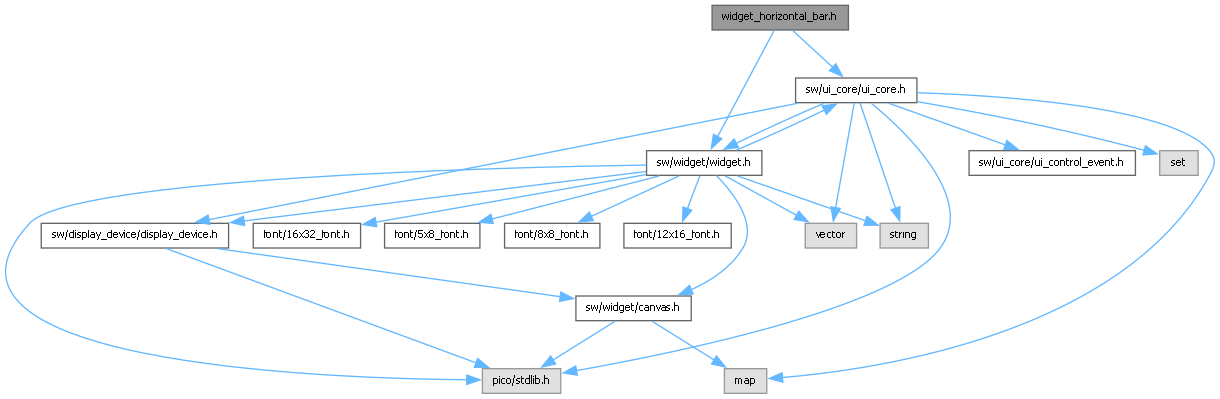 widget_horizontal_bar.h
sw/ui_core/ui_core.h
sw/widget/widget.h
sw/ui_core/ui_control_event.h
set
sw/display_device/display_device.h
font/16x32_font.h
font/5x8_font.h
font/8x8_font.h
font/12x16_font.h
vector
string
sw/widget/canvas.h
pico/stdlib.h
map